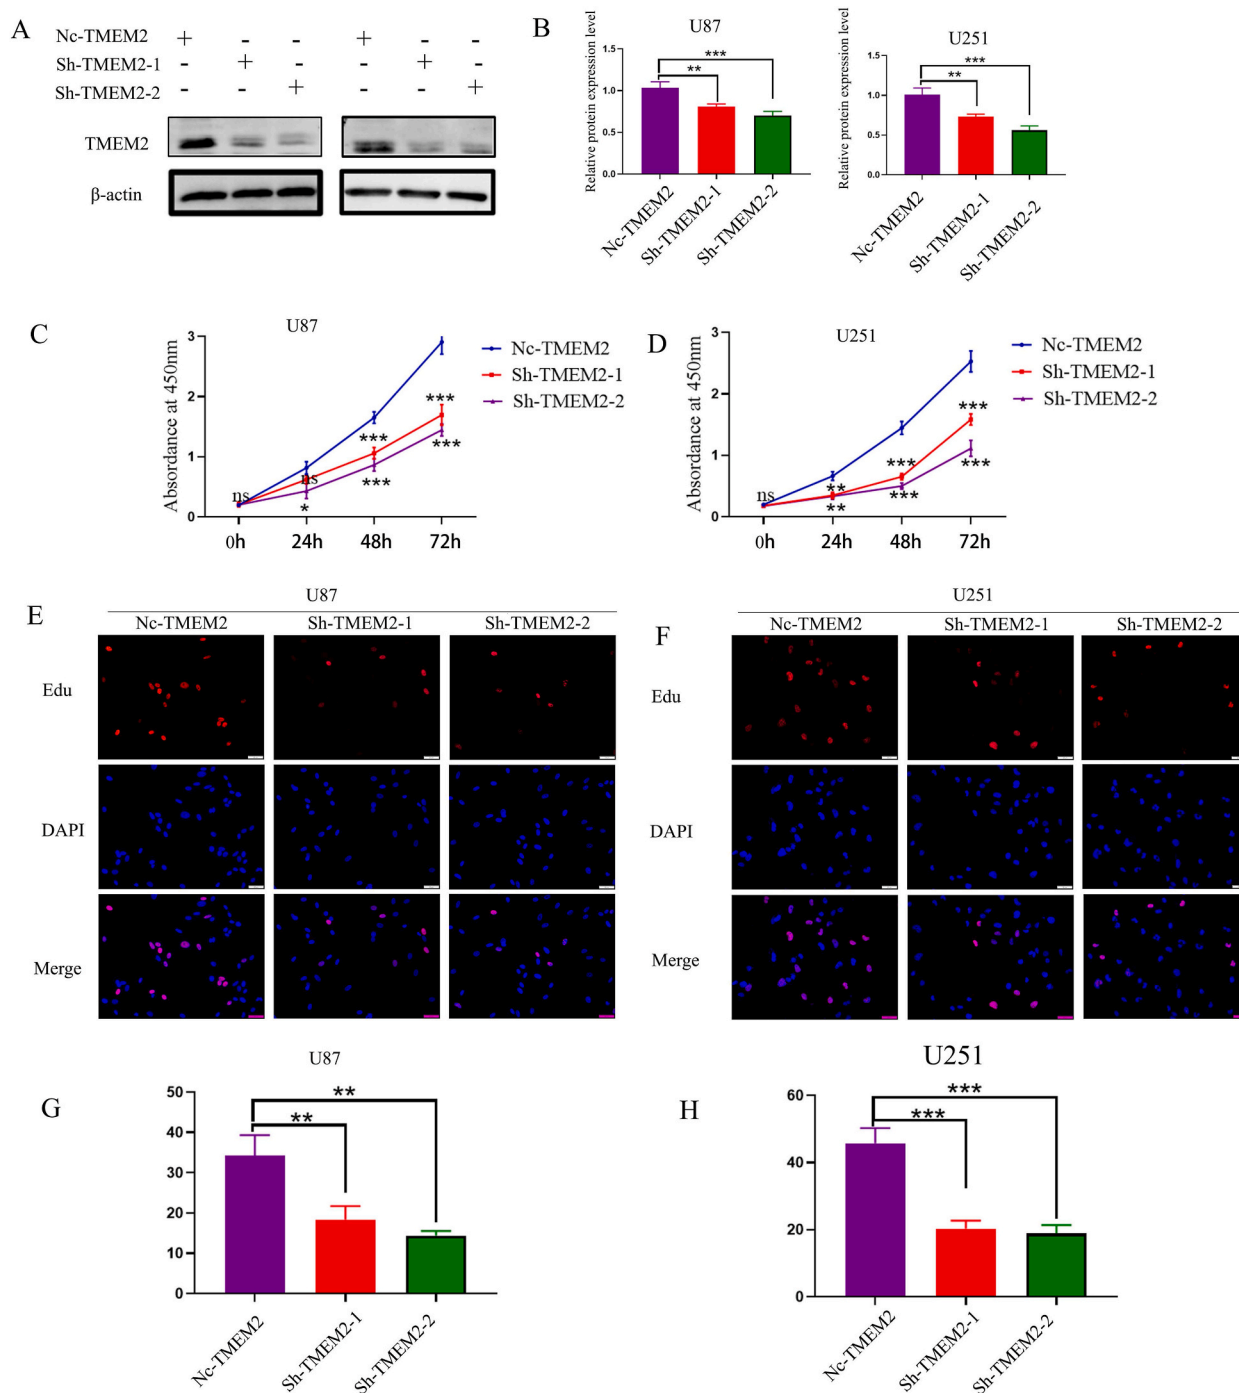 A
Nc-TMEM2 + - - + - -
Sh-TMEM2-1 - + - - + -
Sh-TMEM2-2 - - + - - +
TMEM2
β-actin
B
U87
Relative protein expression level
1.5
1.0
0.5
0.0
**
***
Nc-TMEM2
Sh-TMEM2-1
Sh-TMEM2-2
U251
Relative protein expression level
1.5
1.0
0.5
0.0
**
***
Nc-TMEM2
Sh-TMEM2-1
Sh-TMEM2-2
C
U87
Absordance at 450nm
3
2
1
0
ns
ns
*
***
***
***
***
0h 24h 48h 72h
Nc-TMEM2
Sh-TMEM2-1
Sh-TMEM2-2
D
U251
Absordance at 450nm
3
2
1
0
ns
**
**
***
***
***
***
0h 24h 48h 72h
Nc-TMEM2
Sh-TMEM2-1
Sh-TMEM2-2
E
U87
Nc-TMEM2 Sh-TMEM2-1 Sh-TMEM2-2
Edu
DAPI
Merge
F
U251
Nc-TMEM2 Sh-TMEM2-1 Sh-TMEM2-2
Edu
DAPI
Merge
G
U87
50
40
30
20
10
0
**
**
Nc-TMEM2
Sh-TMEM2-1
Sh-TMEM2-2
H
U251
60
40
20
0
***
***
Nc-TMEM2
Sh-TMEM2-1
Sh-TMEM2-2